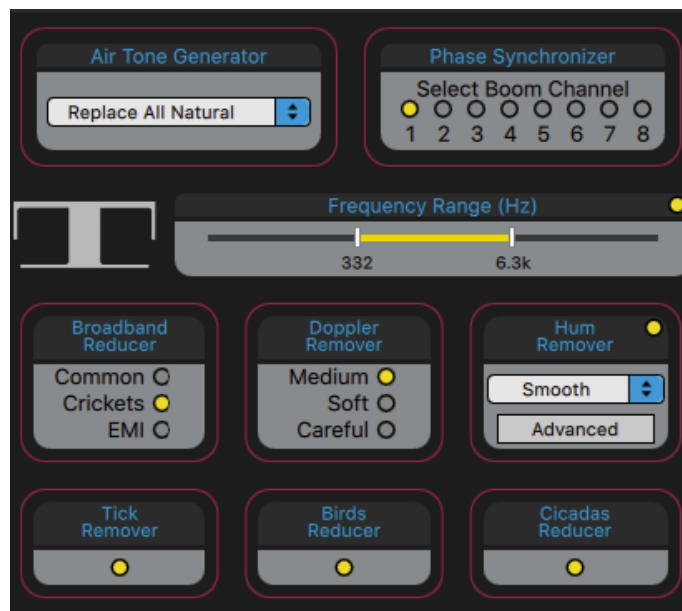 Air Tone Generator
Replace All Natural
Phase Synchronizer
Select Boom Channel
1 2 3 4 5 6 7 8
Frequency Range (Hz)
332 6.3k
Broadband
Reducer
Common
Crickets
EMI
Doppler
Remover
Medium
Soft
Careful
Hum
Remover
Smooth
Advanced
Tick
Remover
Birds
Reducer
Cicadas
Reducer